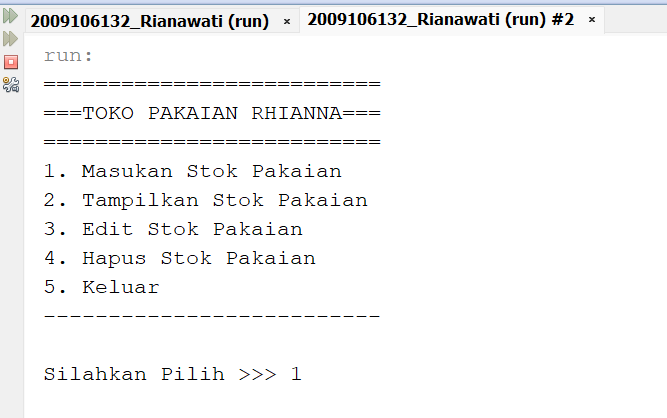 2009106132_Rianawati (run) × 2009106132_Rianawati (run) #2 ×
run:
==========================
===TOKO PAKAIAN RHIANNA===
==========================
1. Masukan Stok Pakaian
2. Tampilkan Stok Pakaian
3. Edit Stok Pakaian
4. Hapus Stok Pakaian
5. Keluar
--------------------------
Silahkan Pilih >>> 1